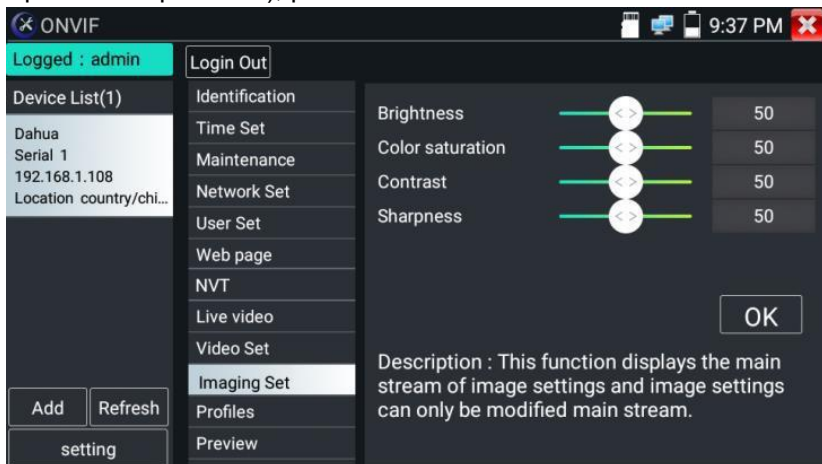 ONVIF
9:37 PM
Logged : admin
Login Out
Device List(1)
Dahua
Serial 1
192.168.1.108
Location country/chi...
Add
Refresh
setting
Identification
Time Set
Maintenance
Network Set
User Set
Web page
NVT
Live video
Video Set
Imaging Set
Profiles
Preview
Brightness 50
Color saturation 50
Contrast 50
Sharpness 50
OK
Description : This function displays the main
stream of image settings and image settings
can only be modified main stream.